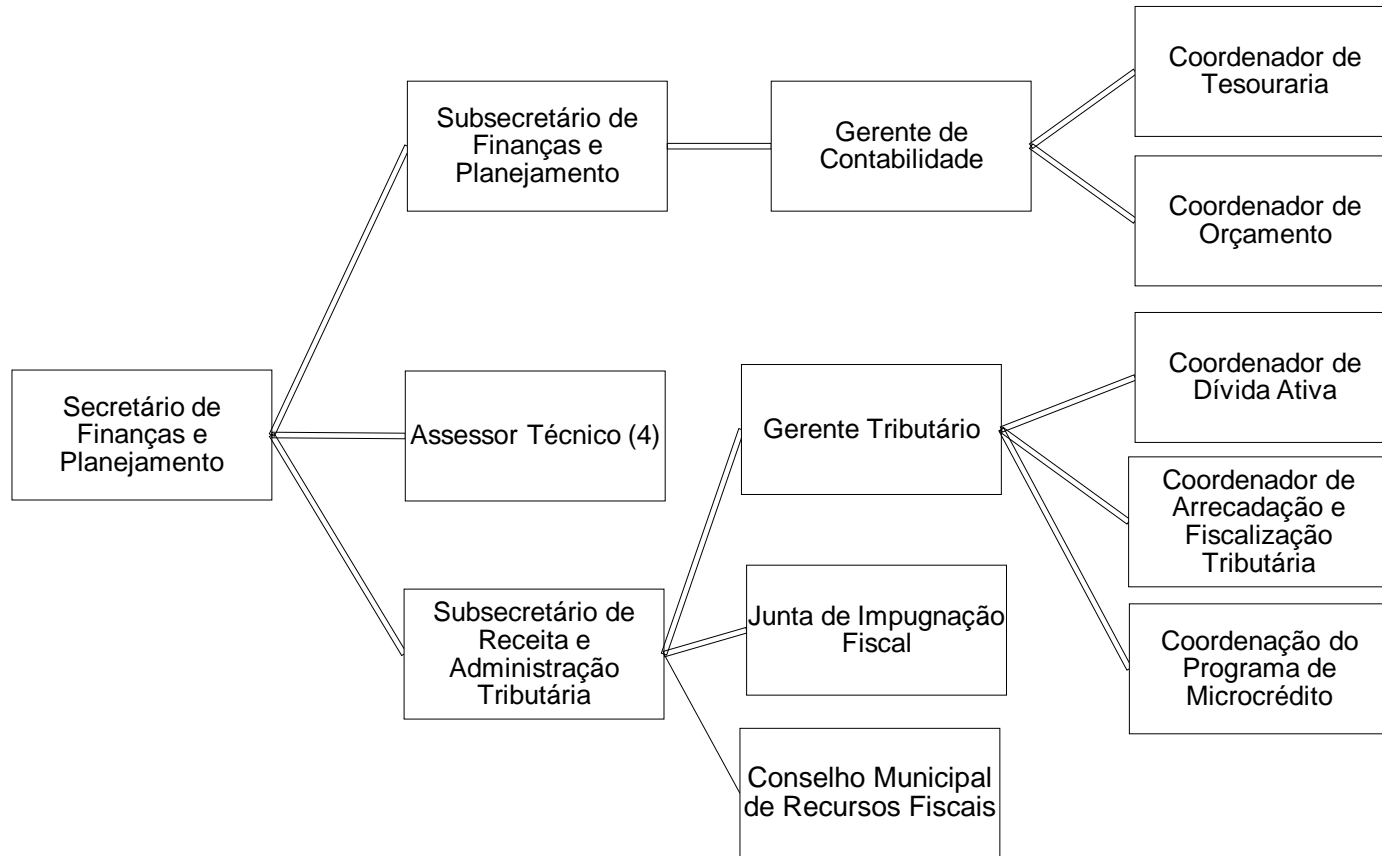 Secretário de
Finanças e
Planejamento
Subsecretário de
Finanças e
Planejamento
Gerente de
Contabilidade
Coordenador de
Tesouraria
Coordenador de
Orçamento
Assessor Técnico (4)
Subsecretário de
Receita e
Administração
Tributária
Gerente Tributário
Coordenador de
Dívida Ativa
Coordenador de
Arrecadação e
Fiscalização
Tributária
Coordenação do
Programa de
Microcrédito
Junta de Impugnação
Fiscal
Conselho Municipal
de Recursos Fiscais